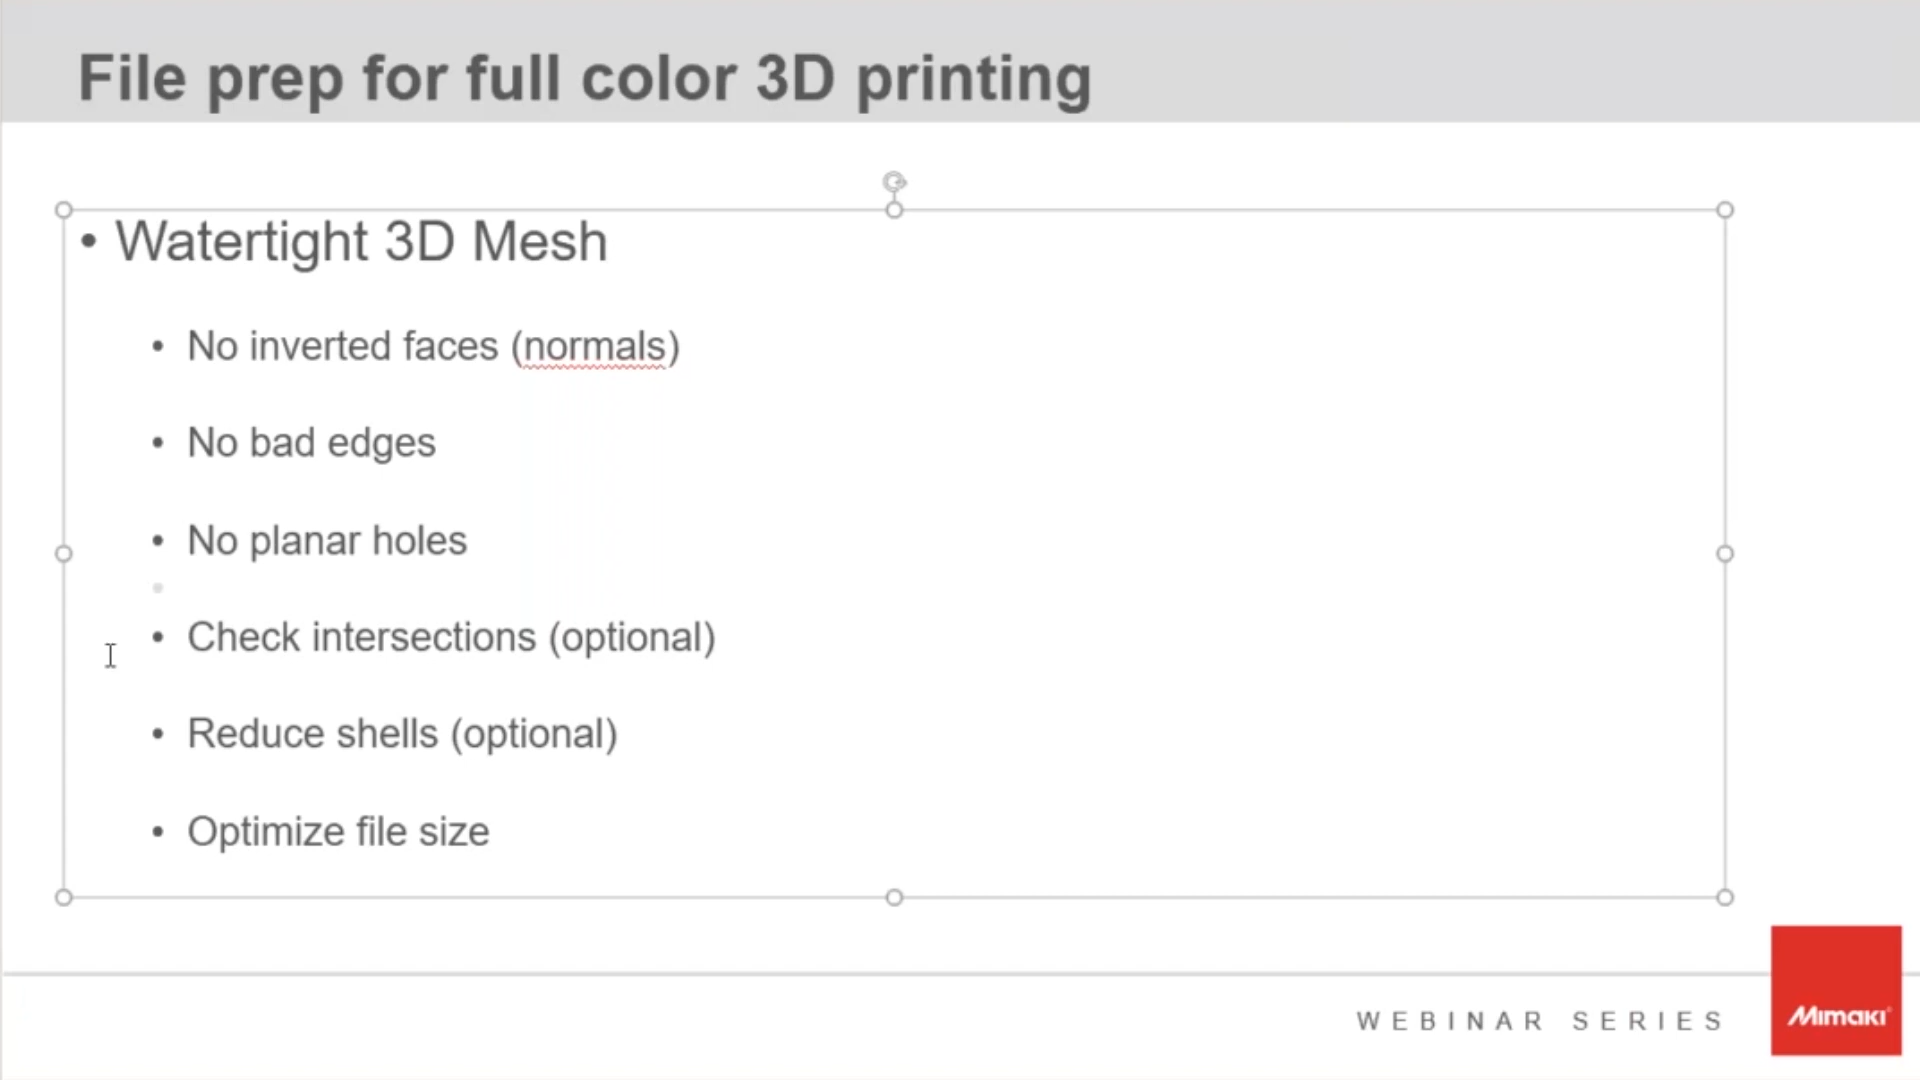 File prep for full color 3D printing
• Watertight 3D Mesh
• No inverted faces (normals)
• No bad edges
• No planar holes
• Check intersections (optional)
• Reduce shells (optional)
• Optimize file size
WEBINAR SERIES
Mimaki